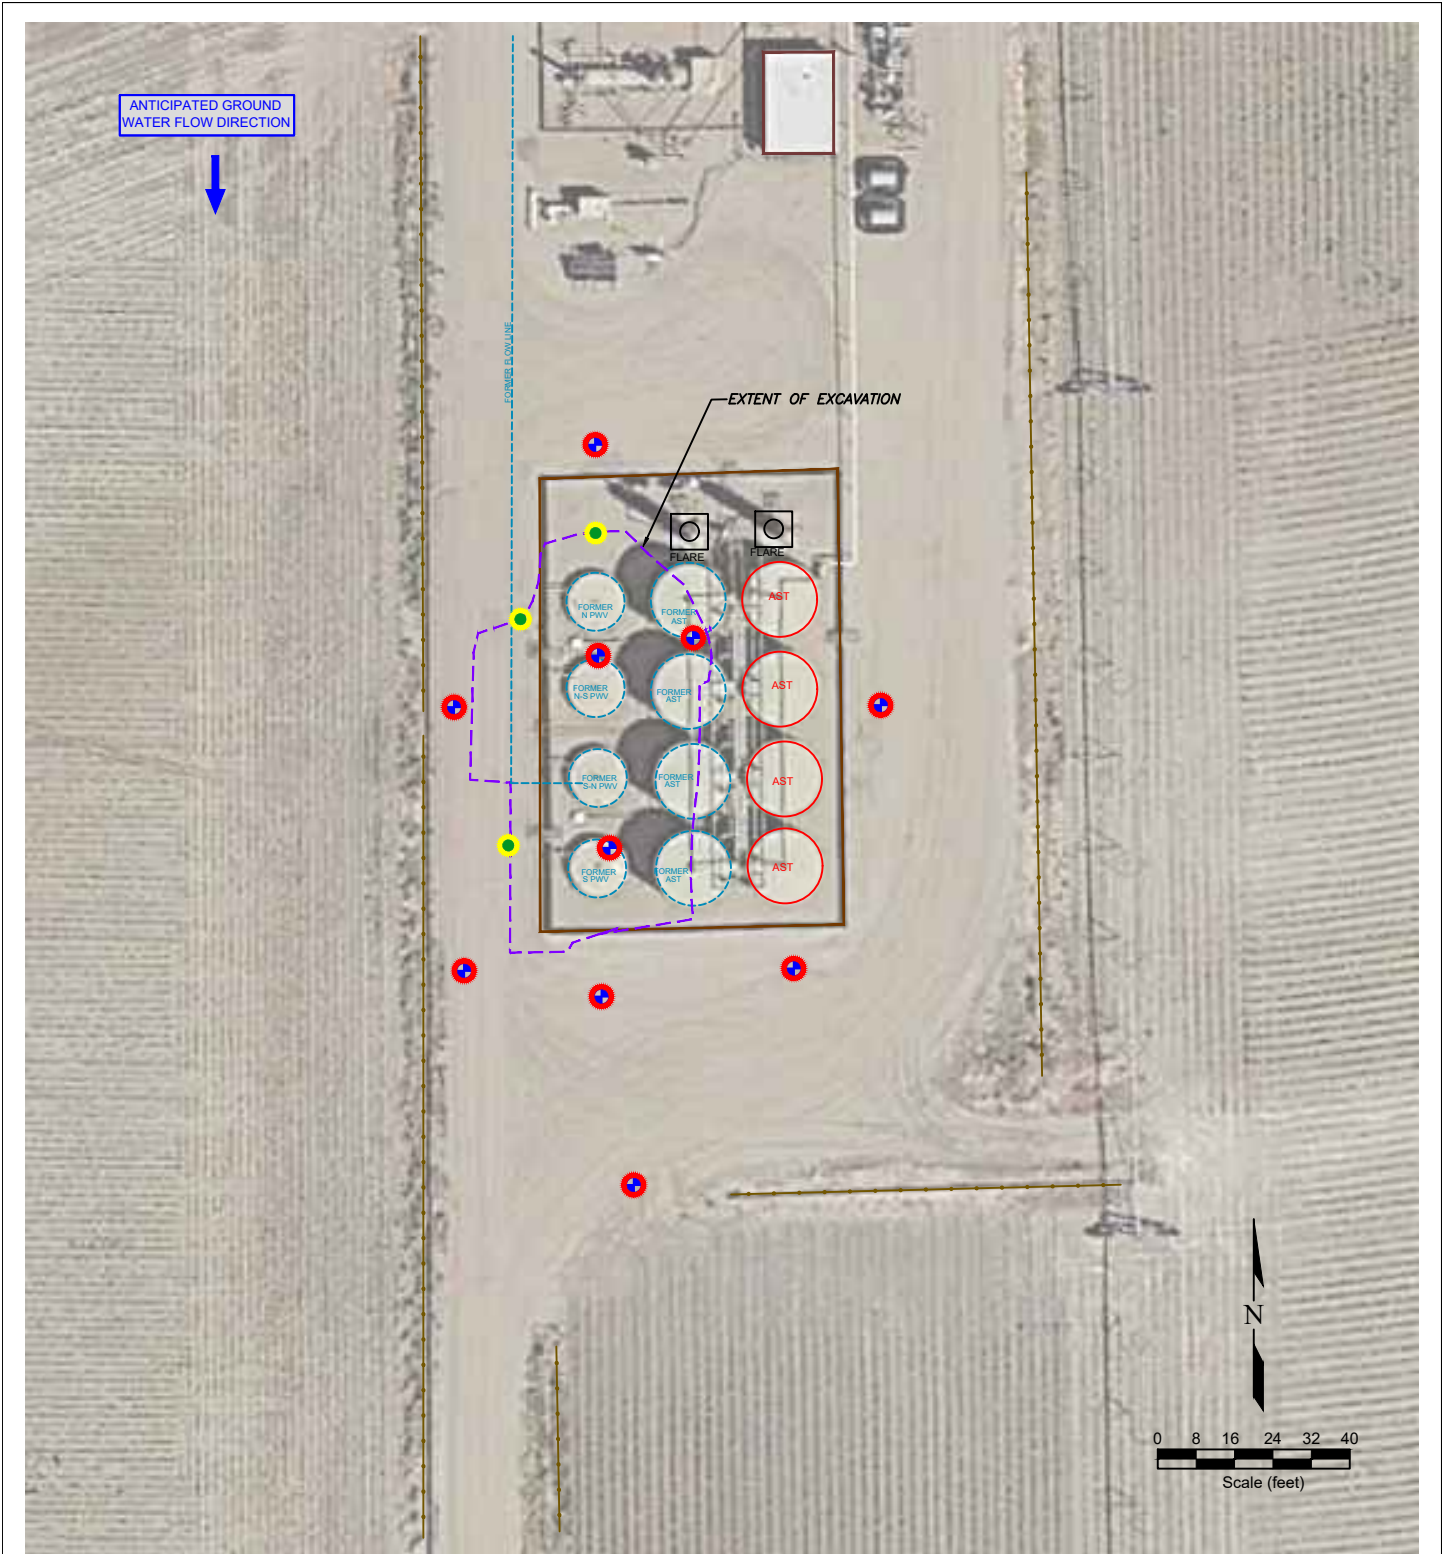 ANTICIPATED GROUND
WATER FLOW DIRECTION
FORMER FLOW LINE
EXTENT OF EXCAVATION
FLARE
FLARE
FORMER
N PWV
FORMER
AST
AST
FORMER
N-S PWV
FORMER
AST
AST
FORMER
S-N PWV
FORMER
AST
AST
FORMER
S PWV
FORMER
AST
AST
N
0 8 16 24 32 40
Scale (feet)